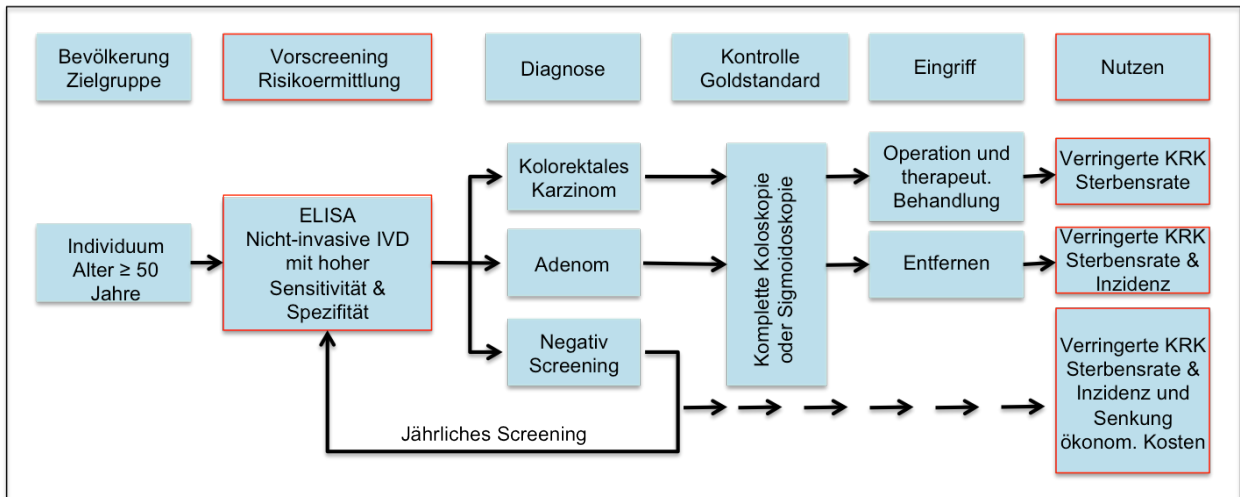 Bevölkerung
Zielgruppe
Vorscreening
Risikoermittlung
Diagnose
Kontrolle
Goldstandard
Eingriff
Nutzen
Individuum
Alter ≥ 50
Jahre
ELISA
Nicht-invasive IVD
mit hoher
Sensitivität &
Spezifität
Kolorektales
Karzinom
Adenom
Negativ
Screening
Komplette Koloskopie
oder Sigmoidoskopie
Operation und
therapeut.
Behandlung
Entfernen
Verringerte KRK
Sterbensrate
Verringerte KRK
Sterbensrate &
Inzidenz
Verringerte KRK
Sterbensrate &
Inzidenz und
Senkung
ökonom. Kosten
Jährliches Screening